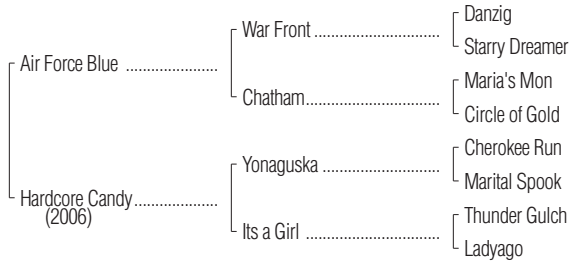 Danzig
War Front
Starry Dreamer
Air Force Blue
Maria's Mon
Chatham
Circle of Gold
Cherokee Run
Yonaguska
Marital Spook
Hardcore Candy
(2006)
Thunder Gulch
Its a Girl
Ladyago